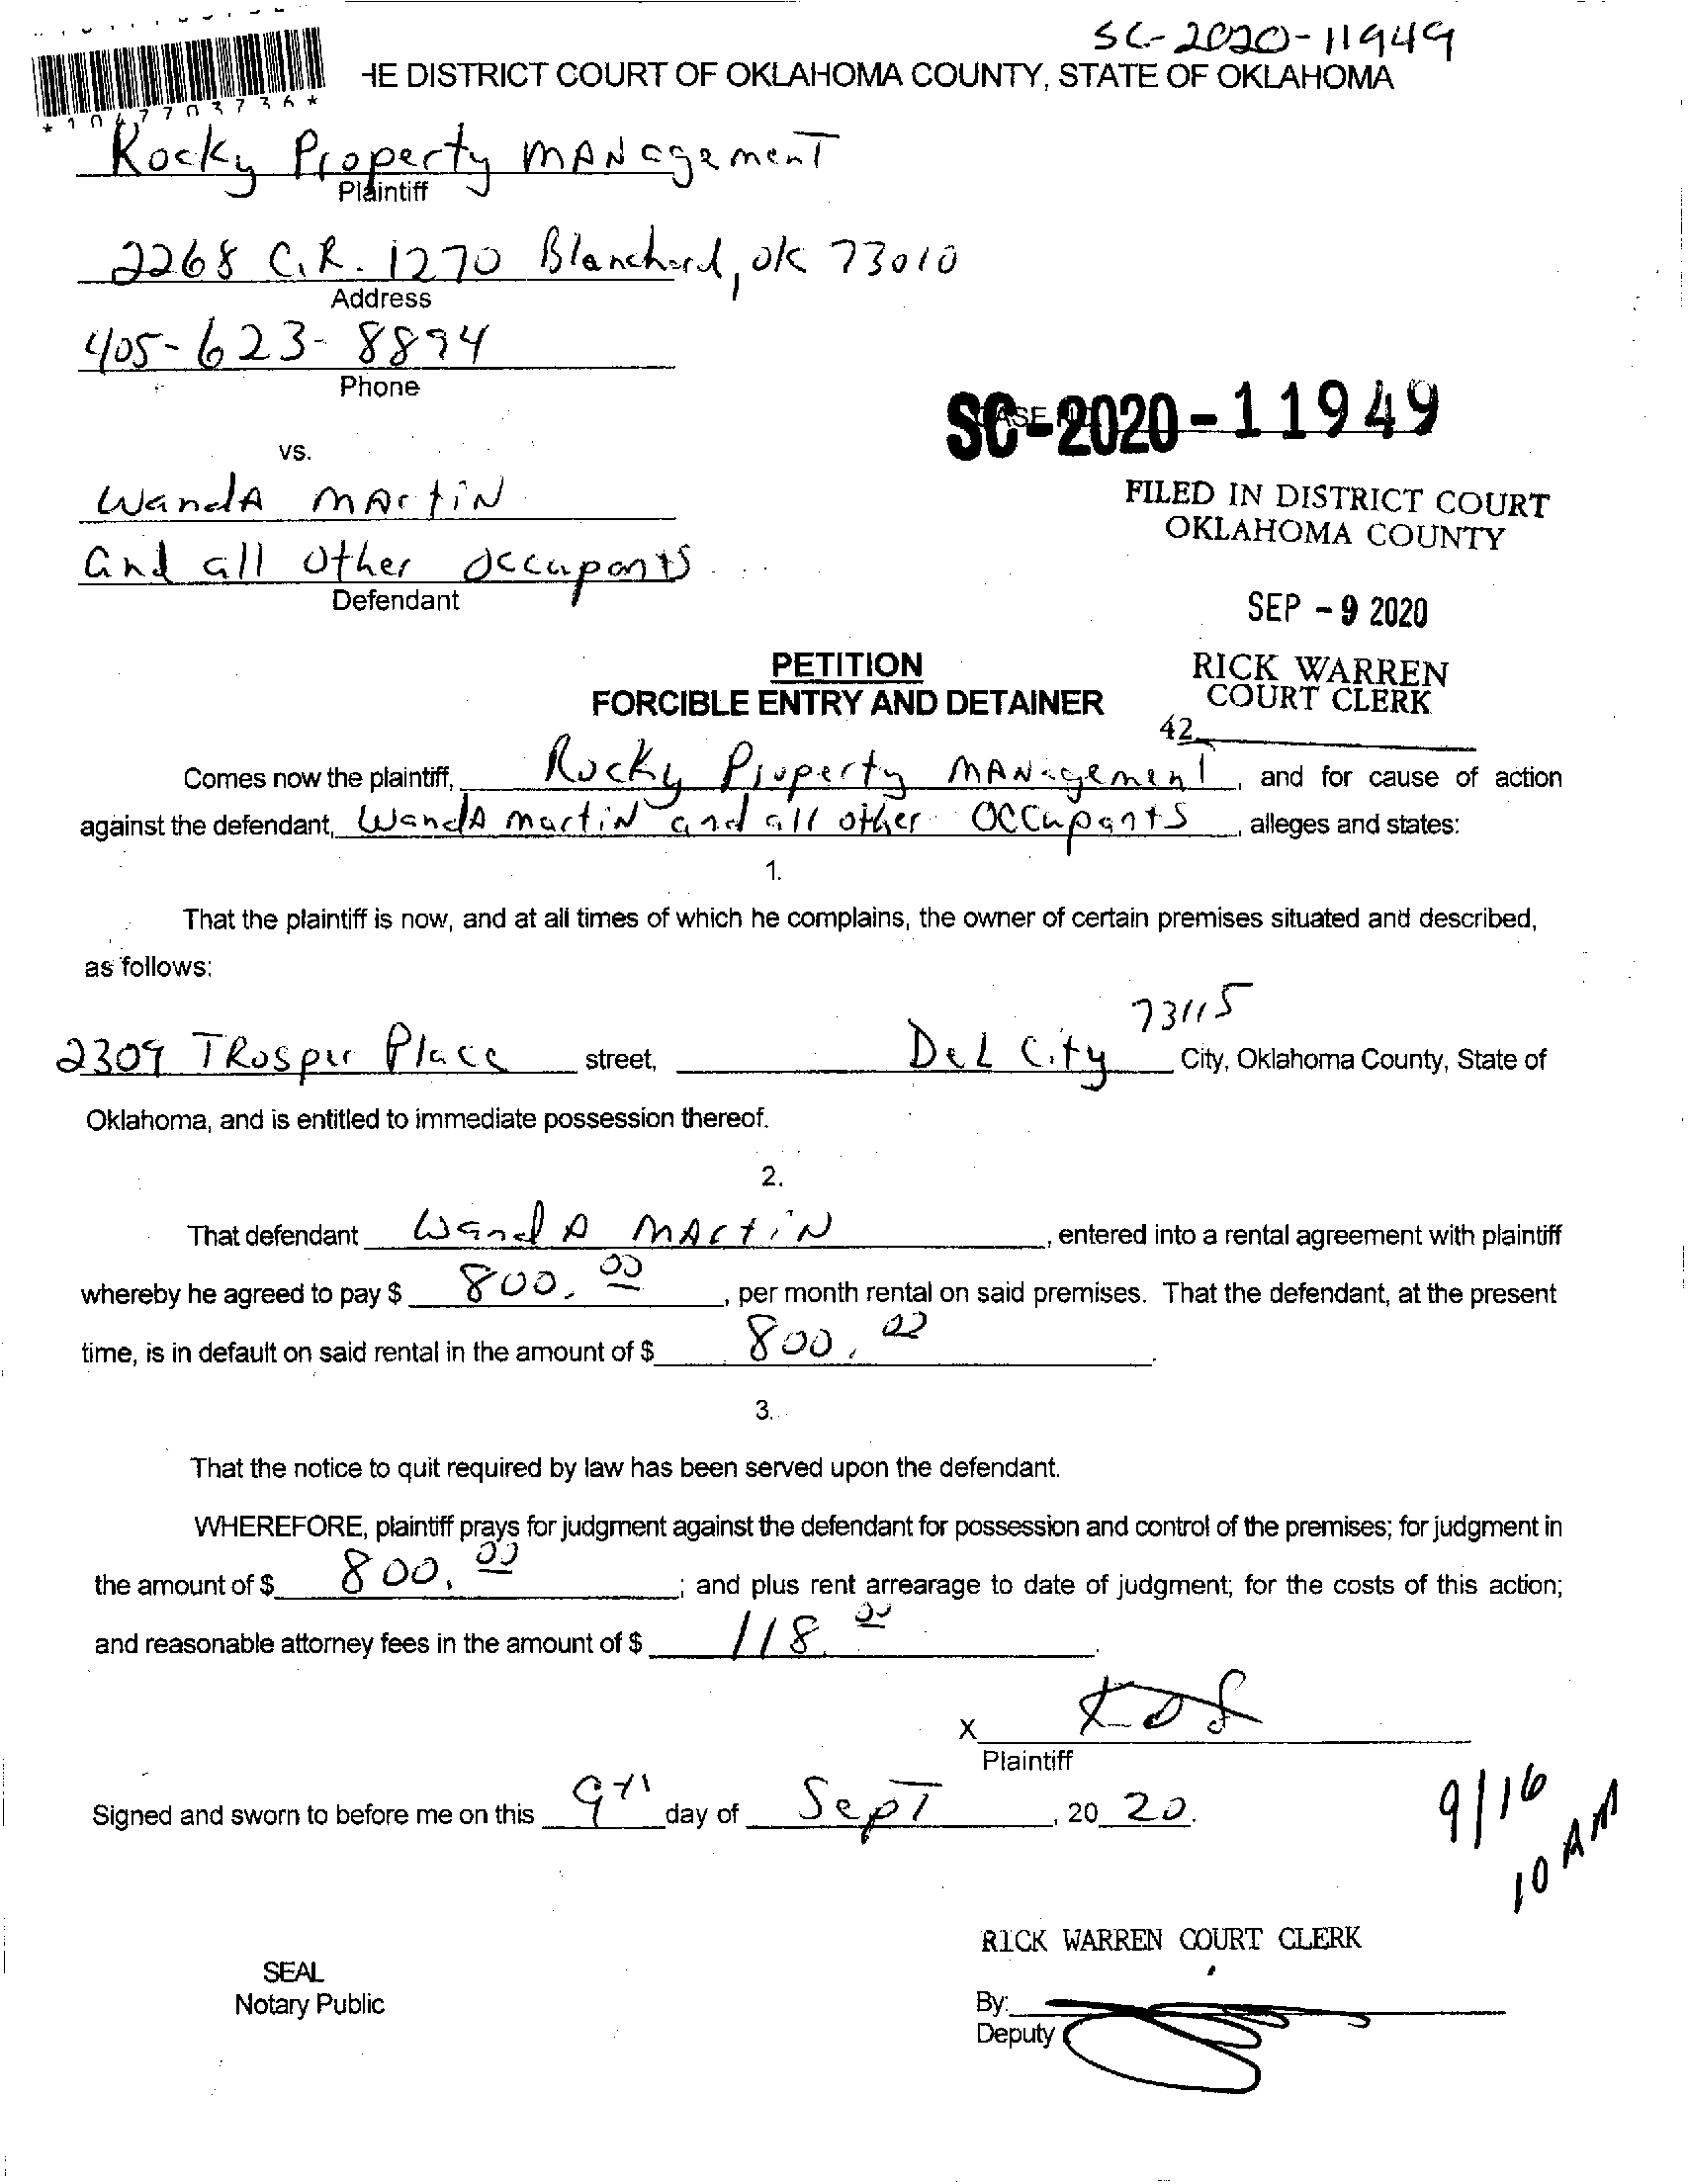 SC-2020-11949
HE DISTRICT COURT OF OKLAHOMA COUNTY, STATE OF OKLAHOMA
* 1 0 4 7 7 0 3 7 3 6 *
Rocky Property MANagement
Plaintiff
2268 C.R. 1270 Blanchard, OK 73010
Address
405-623-8894
Phone
SC-2020-11949
vs.
WandA MArtiN
and all other occupants
Defendant
FILED IN DISTRICT COURT
OKLAHOMA COUNTY
SEP -9 2020
RICK WARREN
COURT CLERK
42
PETITION
FORCIBLE ENTRY AND DETAINER
Comes now the plaintiff, Rocky Property MANagement, and for cause of action
against the defendant, WandA martiN and all other OCCupants, alleges and states:
1.
That the plaintiff is now, and at all times of which he complains, the owner of certain premises situated and described,
as follows:
2309 TRosper Place street, Del City 73115 City, Oklahoma County, State of
Oklahoma, and is entitled to immediate possession thereof.
2.
That defendant WandA MArtiN, entered into a rental agreement with plaintiff
whereby he agreed to pay $ 800.00, per month rental on said premises. That the defendant, at the present
time, is in default on said rental in the amount of $ 800.00.
3.
That the notice to quit required by law has been served upon the defendant.
WHEREFORE, plaintiff prays for judgment against the defendant for possession and control of the premises; for judgment in
the amount of $ 800.00; and plus rent arrearage to date of judgment; for the costs of this action;
and reasonable attorney fees in the amount of $ 118.00.
X
Plaintiff
Signed and sworn to before me on this 9th day of SepT, 20 20.
9/16
10 AM
RICK WARREN COURT CLERK
SEAL
Notary Public
By:
Deputy